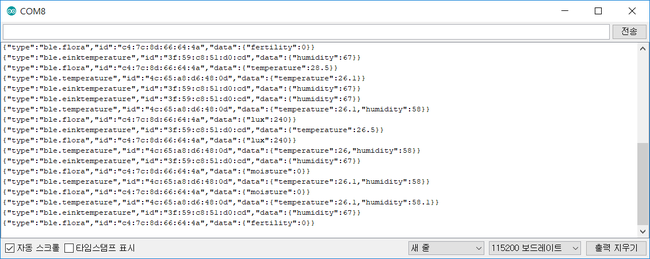 COM8
전송
{"type":"ble.flora","id":"c4:7c:8d:66:64:4a","data":{"fertility":0}}
{"type":"ble.einktemperature","id":"3f:59:c8:51:d0:cd","data":{"humidity":67}}
{"type":"ble.flora","id":"c4:7c:8d:66:64:4a","data":{"temperature":28.5}}
{"type":"ble.temperature","id":"4c:65:a8:d6:48:0d","data":{"temperature":26.1}}
{"type":"ble.einktemperature","id":"3f:59:c8:51:d0:cd","data":{"humidity":67}}
{"type":"ble.einktemperature","id":"3f:59:c8:51:d0:cd","data":{"humidity":67}}
{"type":"ble.temperature","id":"4c:65:a8:d6:48:0d","data":{"temperature":26.1,"humidity":58}}
{"type":"ble.flora","id":"c4:7c:8d:66:64:4a","data":{"lux":240}}
{"type":"ble.einktemperature","id":"3f:59:c8:51:d0:cd","data":{"temperature":26.5}}
{"type":"ble.flora","id":"c4:7c:8d:66:64:4a","data":{"lux":240}}
{"type":"ble.temperature","id":"4c:65:a8:d6:48:0d","data":{"temperature":26,"humidity":58}}
{"type":"ble.einktemperature","id":"3f:59:c8:51:d0:cd","data":{"humidity":67}}
{"type":"ble.flora","id":"c4:7c:8d:66:64:4a","data":{"moisture":0}}
{"type":"ble.temperature","id":"4c:65:a8:d6:48:0d","data":{"temperature":26.1,"humidity":58}}
{"type":"ble.flora","id":"c4:7c:8d:66:64:4a","data":{"moisture":0}}
{"type":"ble.temperature","id":"4c:65:a8:d6:48:0d","data":{"temperature":26.1,"humidity":58.1}}
{"type":"ble.einktemperature","id":"3f:59:c8:51:d0:cd","data":{"humidity":67}}
{"type":"ble.flora","id":"c4:7c:8d:66:64:4a","data":{"fertility":0}}
자동 스크롤 타임스탬프 표시 새 줄 115200 보드레이트 출력 지우기